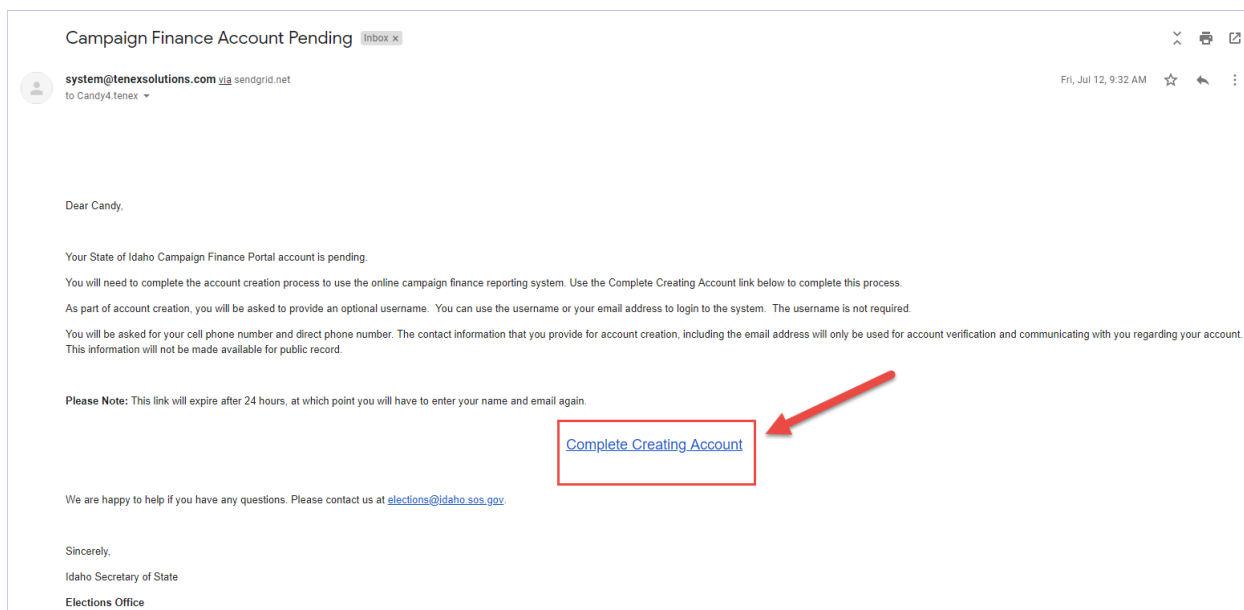 Campaign Finance Account Pending Inbox x
system@tenexsolutions.com via sendgrid.net
Fri, Jul 12, 9:32 AM
to Candy4.tenex
Dear Candy,
Your State of Idaho Campaign Finance Portal account is pending.
You will need to complete the account creation process to use the online campaign finance reporting system. Use the Complete Creating Account link below to complete this process.
As part of account creation, you will be asked to provide an optional username. You can use the username or your email address to login to the system. The username is not required.
You will be asked for your cell phone number and direct phone number. The contact information that you provide for account creation, including the email address will only be used for account verification and communicating with you regarding your account.
This information will not be made available for public record.
Please Note: This link will expire after 24 hours, at which point you will have to enter your name and email again.
Complete Creating Account
We are happy to help if you have any questions. Please contact us at elections@idaho.sos.gov.
Sincerely,
Idaho Secretary of State
Elections Office